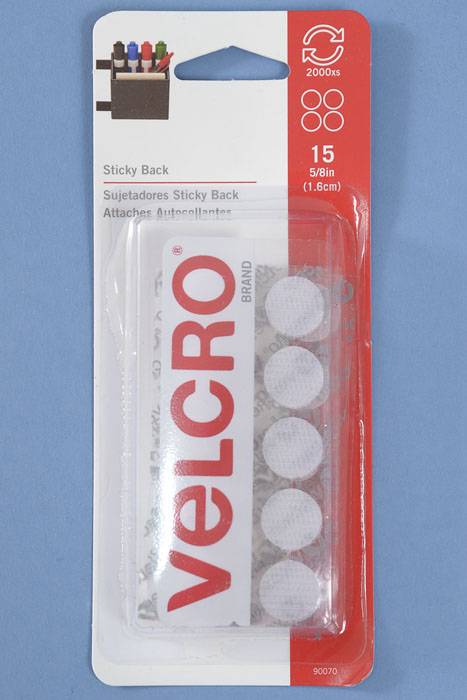 2000xs
15
5/8in
(1.6cm)
Sticky Back
Sujetadores Sticky Back
Attaches Autocollantes
VELCRO®
BRAND
90070